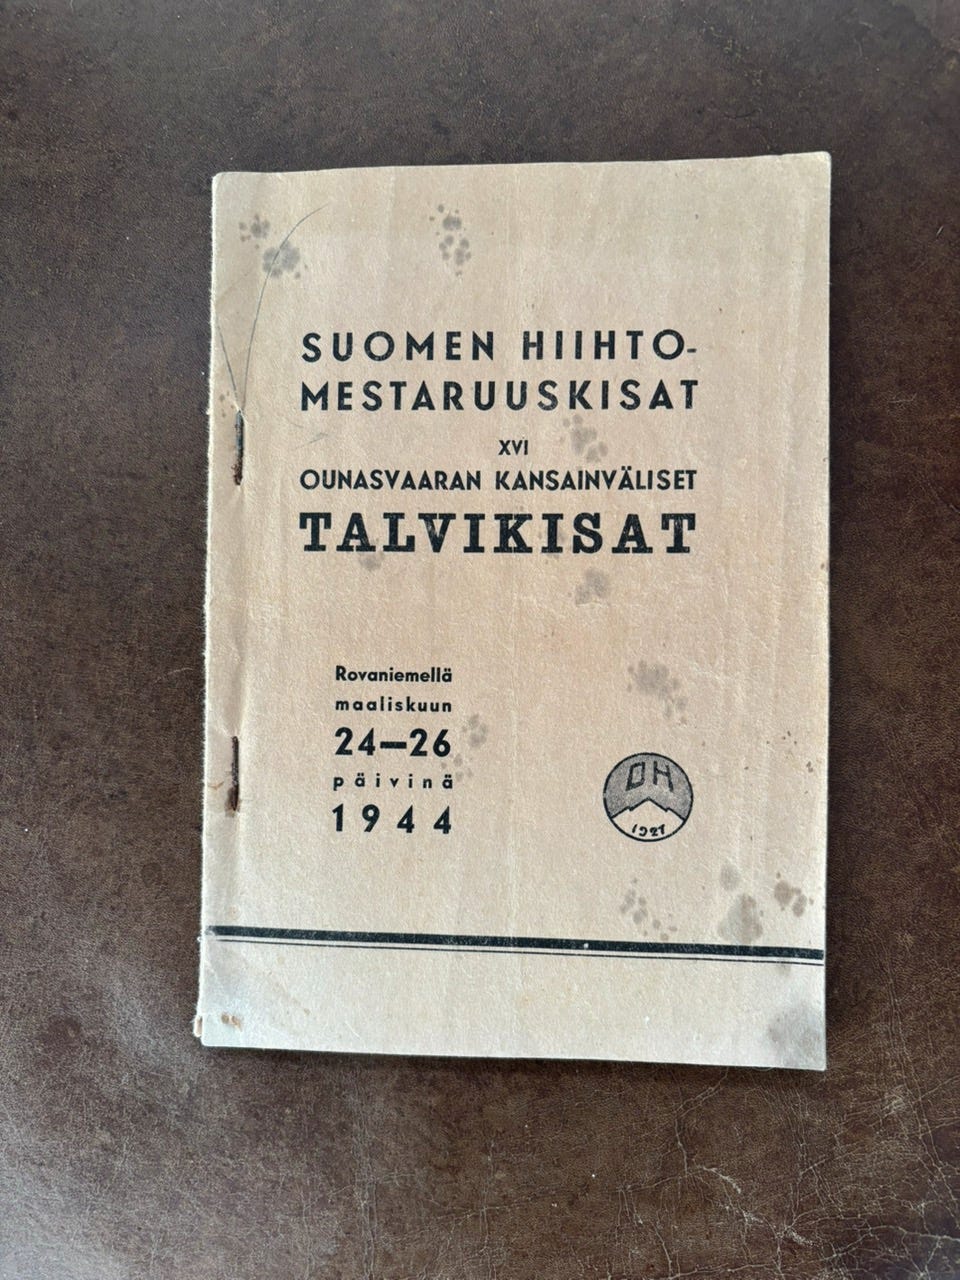 SUOMEN HIIHTO-
MESTARUUSKISAT
XVI
OUNASVAARAN KANSAINVÄLISET
TALVIKISAT
Rovaniemellä
maaliskuun
24—26
päivinä
1944
OH
1927